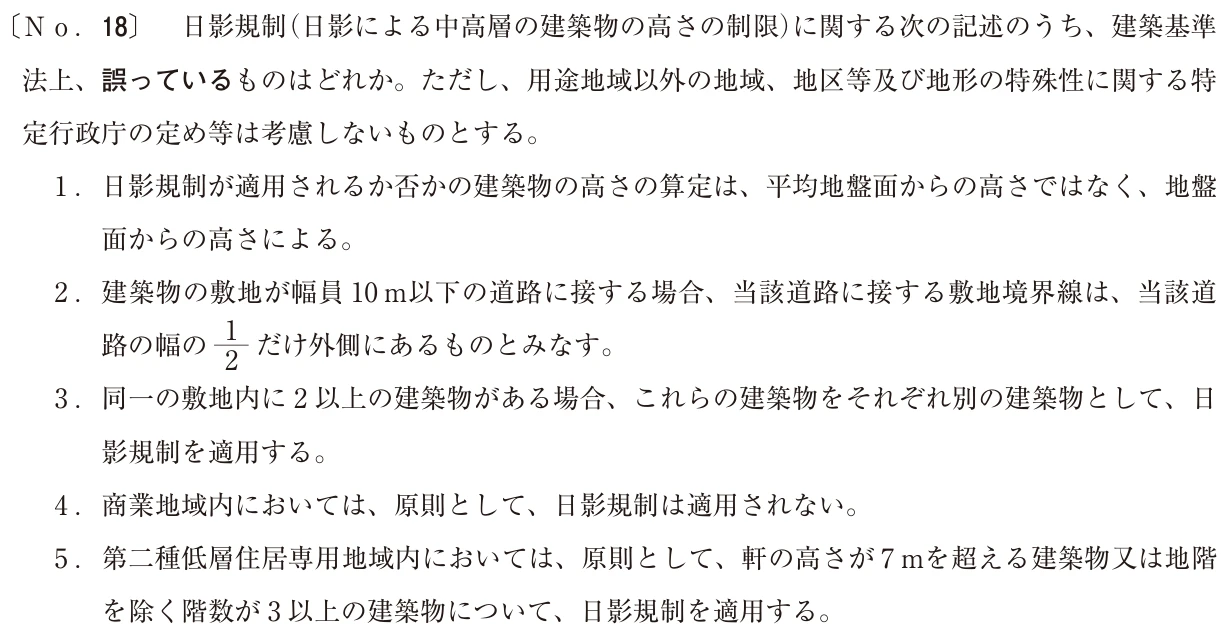 〔Ｎｏ．18〕　日影規制(日影による中高層の建築物の高さの制限)に関する次の記述のうち、建築基準
法上、誤っているものはどれか。ただし、用途地域以外の地域、地区等及び地形の特殊性に関する特
定行政庁の定め等は考慮しないものとする。
1．日影規制が適用されるか否かの建築物の高さの算定は、平均地盤面からの高さではなく、地盤
面からの高さによる。
2．建築物の敷地が幅員10m以下の道路に接する場合、当該道路に接する敷地境界線は、当該道
路の幅の1/2だけ外側にあるものとみなす。
3．同一の敷地内に2以上の建築物がある場合、これらの建築物をそれぞれ別の建築物として、日
影規制を適用する。
4．商業地域内においては、原則として、日影規制は適用されない。
5．第二種低層住居専用地域内においては、原則として、軒の高さが7mを超える建築物又は地階
を除く階数が3以上の建築物について、日影規制を適用する。